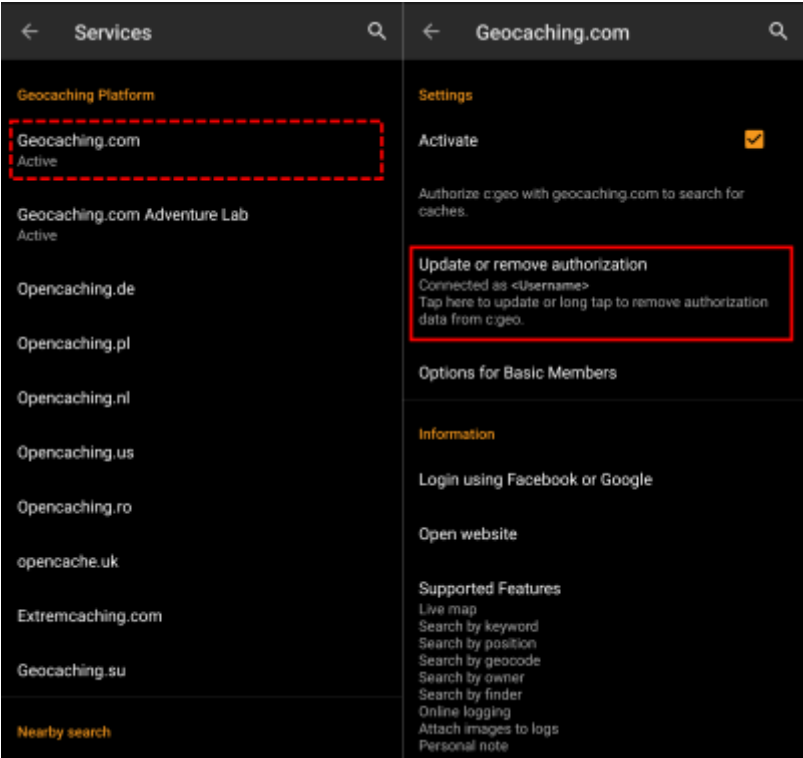 Services
Geocaching Platform
Geocaching.com
Active
Geocaching.com Adventure Lab
Active
Opencaching.de
Opencaching.pl
Opencaching.nl
Opencaching.us
Opencaching.ro
opencache.uk
Extremcaching.com
Geocaching.su
Nearby search
Geocaching.com
Settings
Activate
Authorize c:geo with geocaching.com to search for
caches.
Update or remove authorization
Connected as <Username>
Tap here to update or long tap to remove authorization
data from c:geo.
Options for Basic Members
Information
Login using Facebook or Google
Open website
Supported Features
Live map
Search by keyword
Search by position
Search by geocode
Search by owner
Search by finder
Online logging
Attach images to logs
Personal note